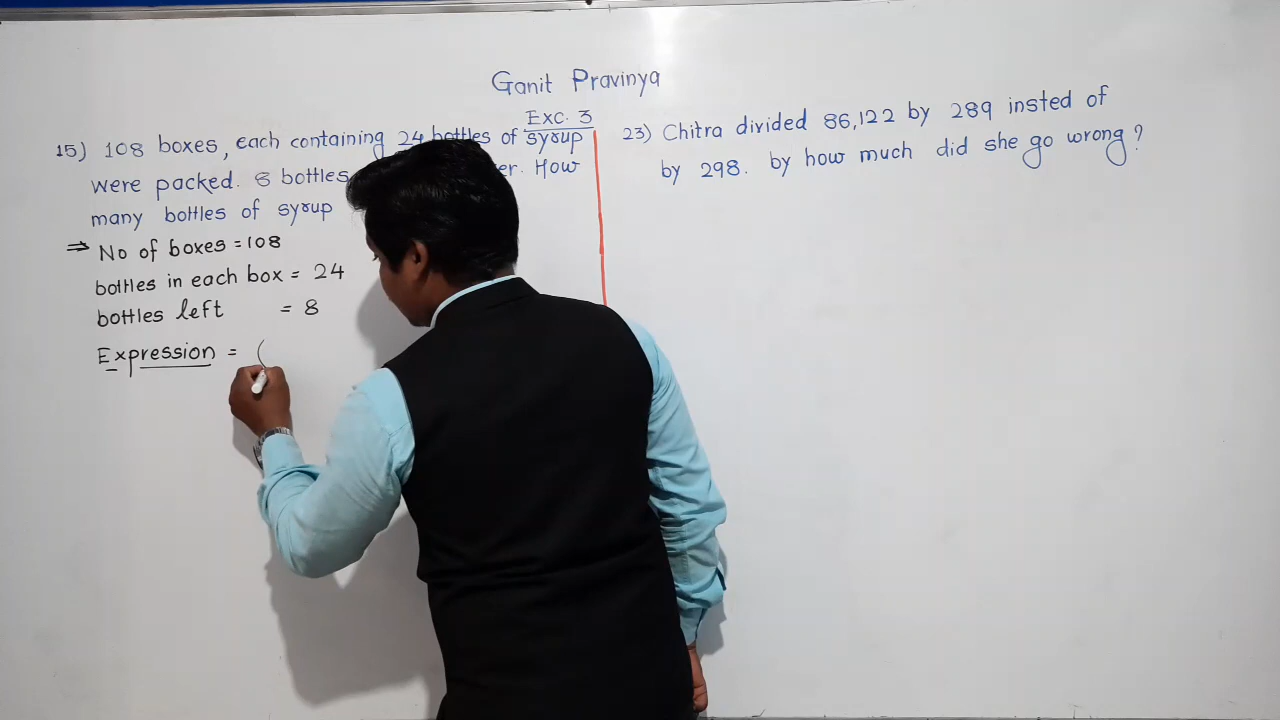 Ganit Pravinya
Exc. 3
15) 108 boxes, each containing 24 bottles of syrup
were packed. 8 bottles er. How
many bottles of syrup
⇒ No of boxes = 108
bottles in each box = 24
bottles left = 8
Expression = (
23) Chitra divided 86,122 by 289 insted of
by 298. by how much did she go wrong?